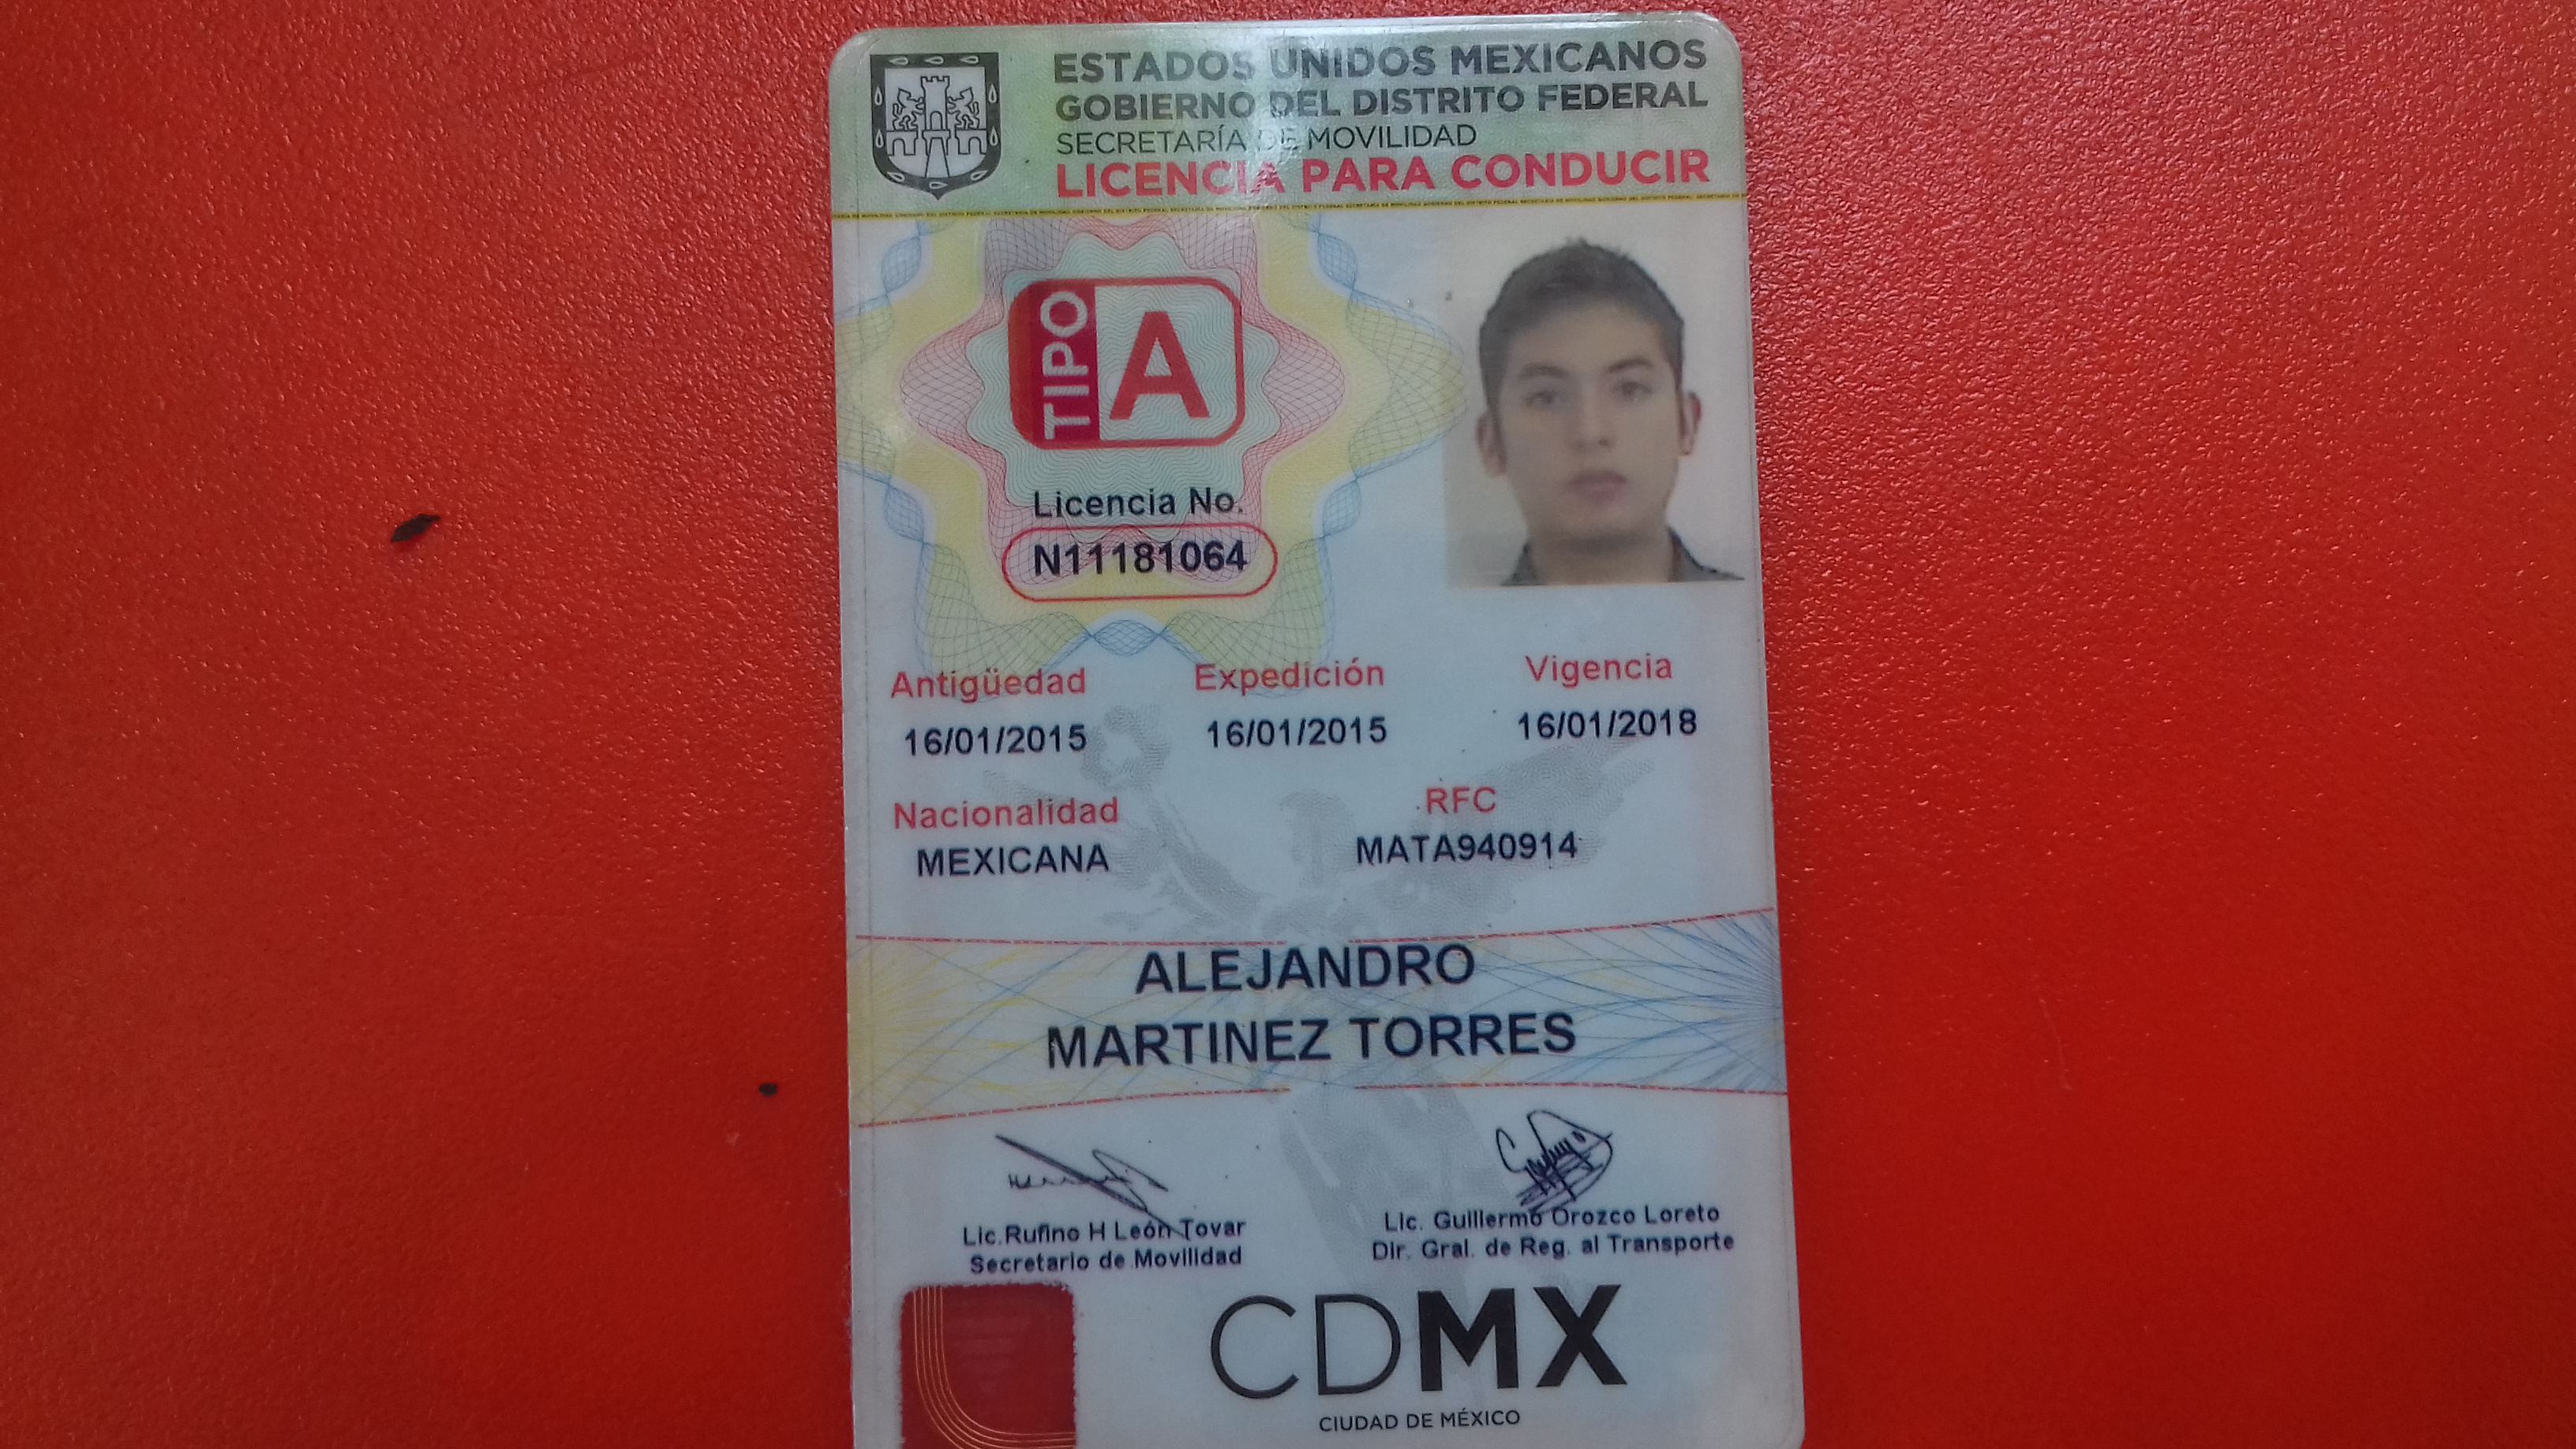 ESTADOS UNIDOS MEXICANOS
GOBIERNO DEL DISTRITO FEDERAL
SECRETARÍA DE MOVILIDAD
LICENCIA PARA CONDUCIR
TIPO A
Licencia No.
N11181064
Antigüedad Expedición Vigencia
16/01/2015 16/01/2015 16/01/2018
Nacionalidad RFC
MEXICANA MATA940914
ALEJANDRO
MARTINEZ TORRES
Lic.Rufino H León Tovar Lic. Guillermo Orozco Loreto
Secretario de Movilidad Dir. Gral. de Reg. al Transporte
CDMX
CIUDAD DE MÉXICO